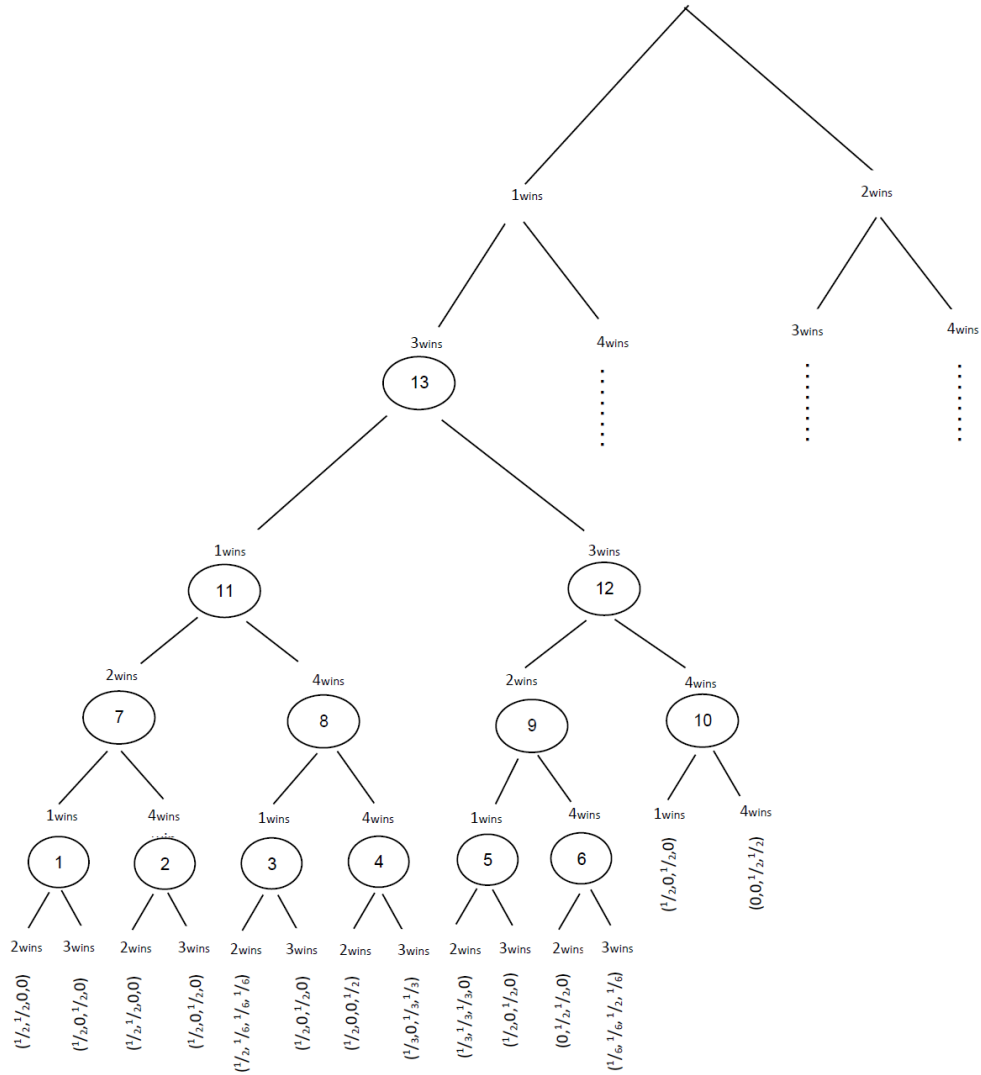 1wins 2wins
3wins 4wins 3wins 4wins
13
1wins 3wins
11 12
2wins 4wins 2wins 4wins
7 8 9 10
1wins 4wins 1wins 4wins 1wins 4wins 1wins 4wins
1 2 3 4 5 6
(1/2,0,1/2,0) (0,0,1/2,1/2)
2wins 3wins 2wins 3wins 2wins 3wins 2wins 3wins 2wins 3wins 2wins 3wins
(1/2,1/2,0,0) (1/2,0,1/2,0) (1/2,1/2,0,0) (1/2,0,1/2,0) (1/2, 1/6, 1/6, 1/6) (1/2,0,1/2,0) (1/2,0,0,1/2) (1/3,0,1/3,1/3) (1/3,1/3,1/3,0) (1/2,0,1/2,0) (0,1/2,1/2,0) (1/6, 1/6, 1/2, 1/6)